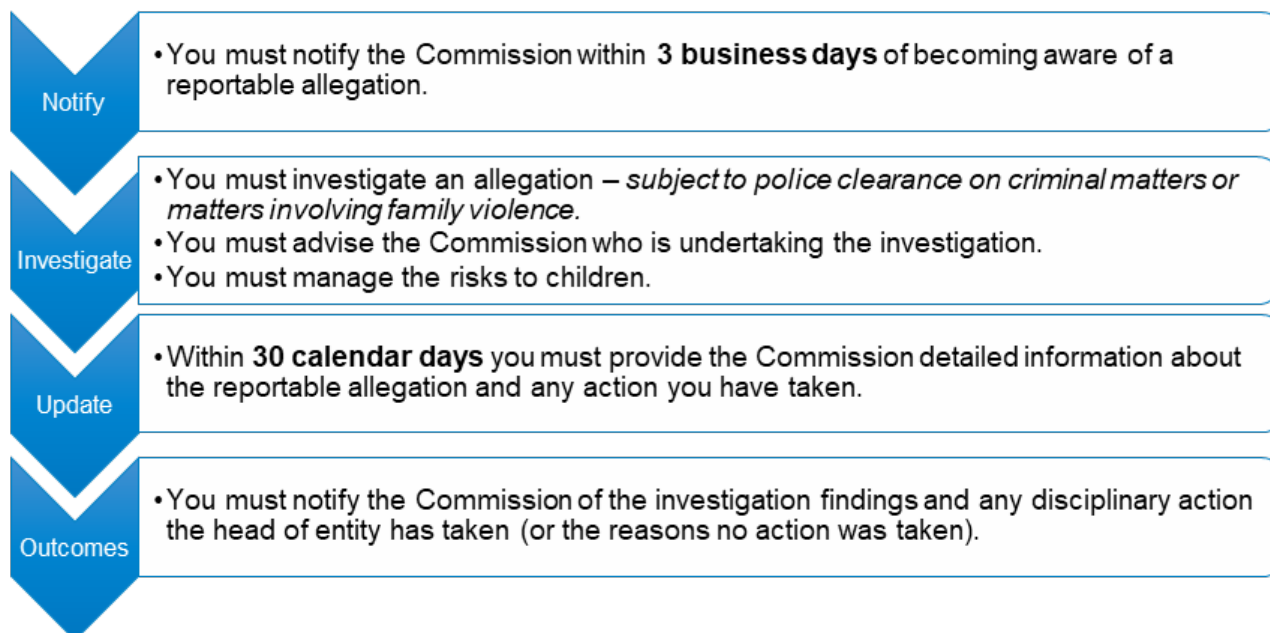 Notify
•You must notify the Commission within 3 business days of becoming aware of a
reportable allegation.
Investigate
•You must investigate an allegation – subject to police clearance on criminal matters or
matters involving family violence.
•You must advise the Commission who is undertaking the investigation.
•You must manage the risks to children.
Update
•Within 30 calendar days you must provide the Commission detailed information about
the reportable allegation and any action you have taken.
Outcomes
•You must notify the Commission of the investigation findings and any disciplinary action
the head of entity has taken (or the reasons no action was taken).